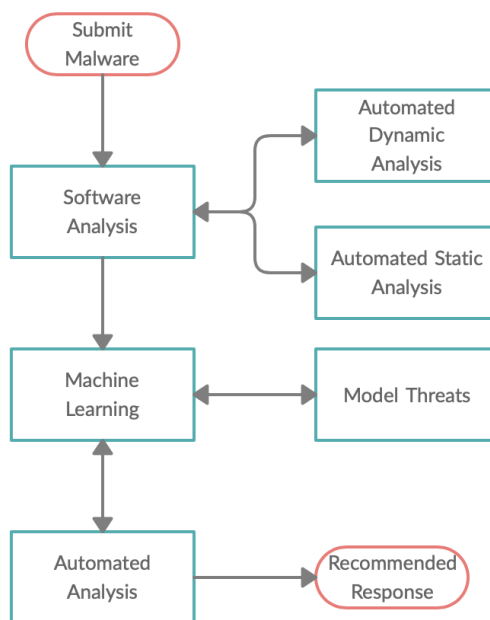 Submit
Malware
Automated
Dynamic
Analysis
Software
Analysis
Automated Static
Analysis
Machine
Learning
Model Threats
Automated
Analysis
Recommended
Response